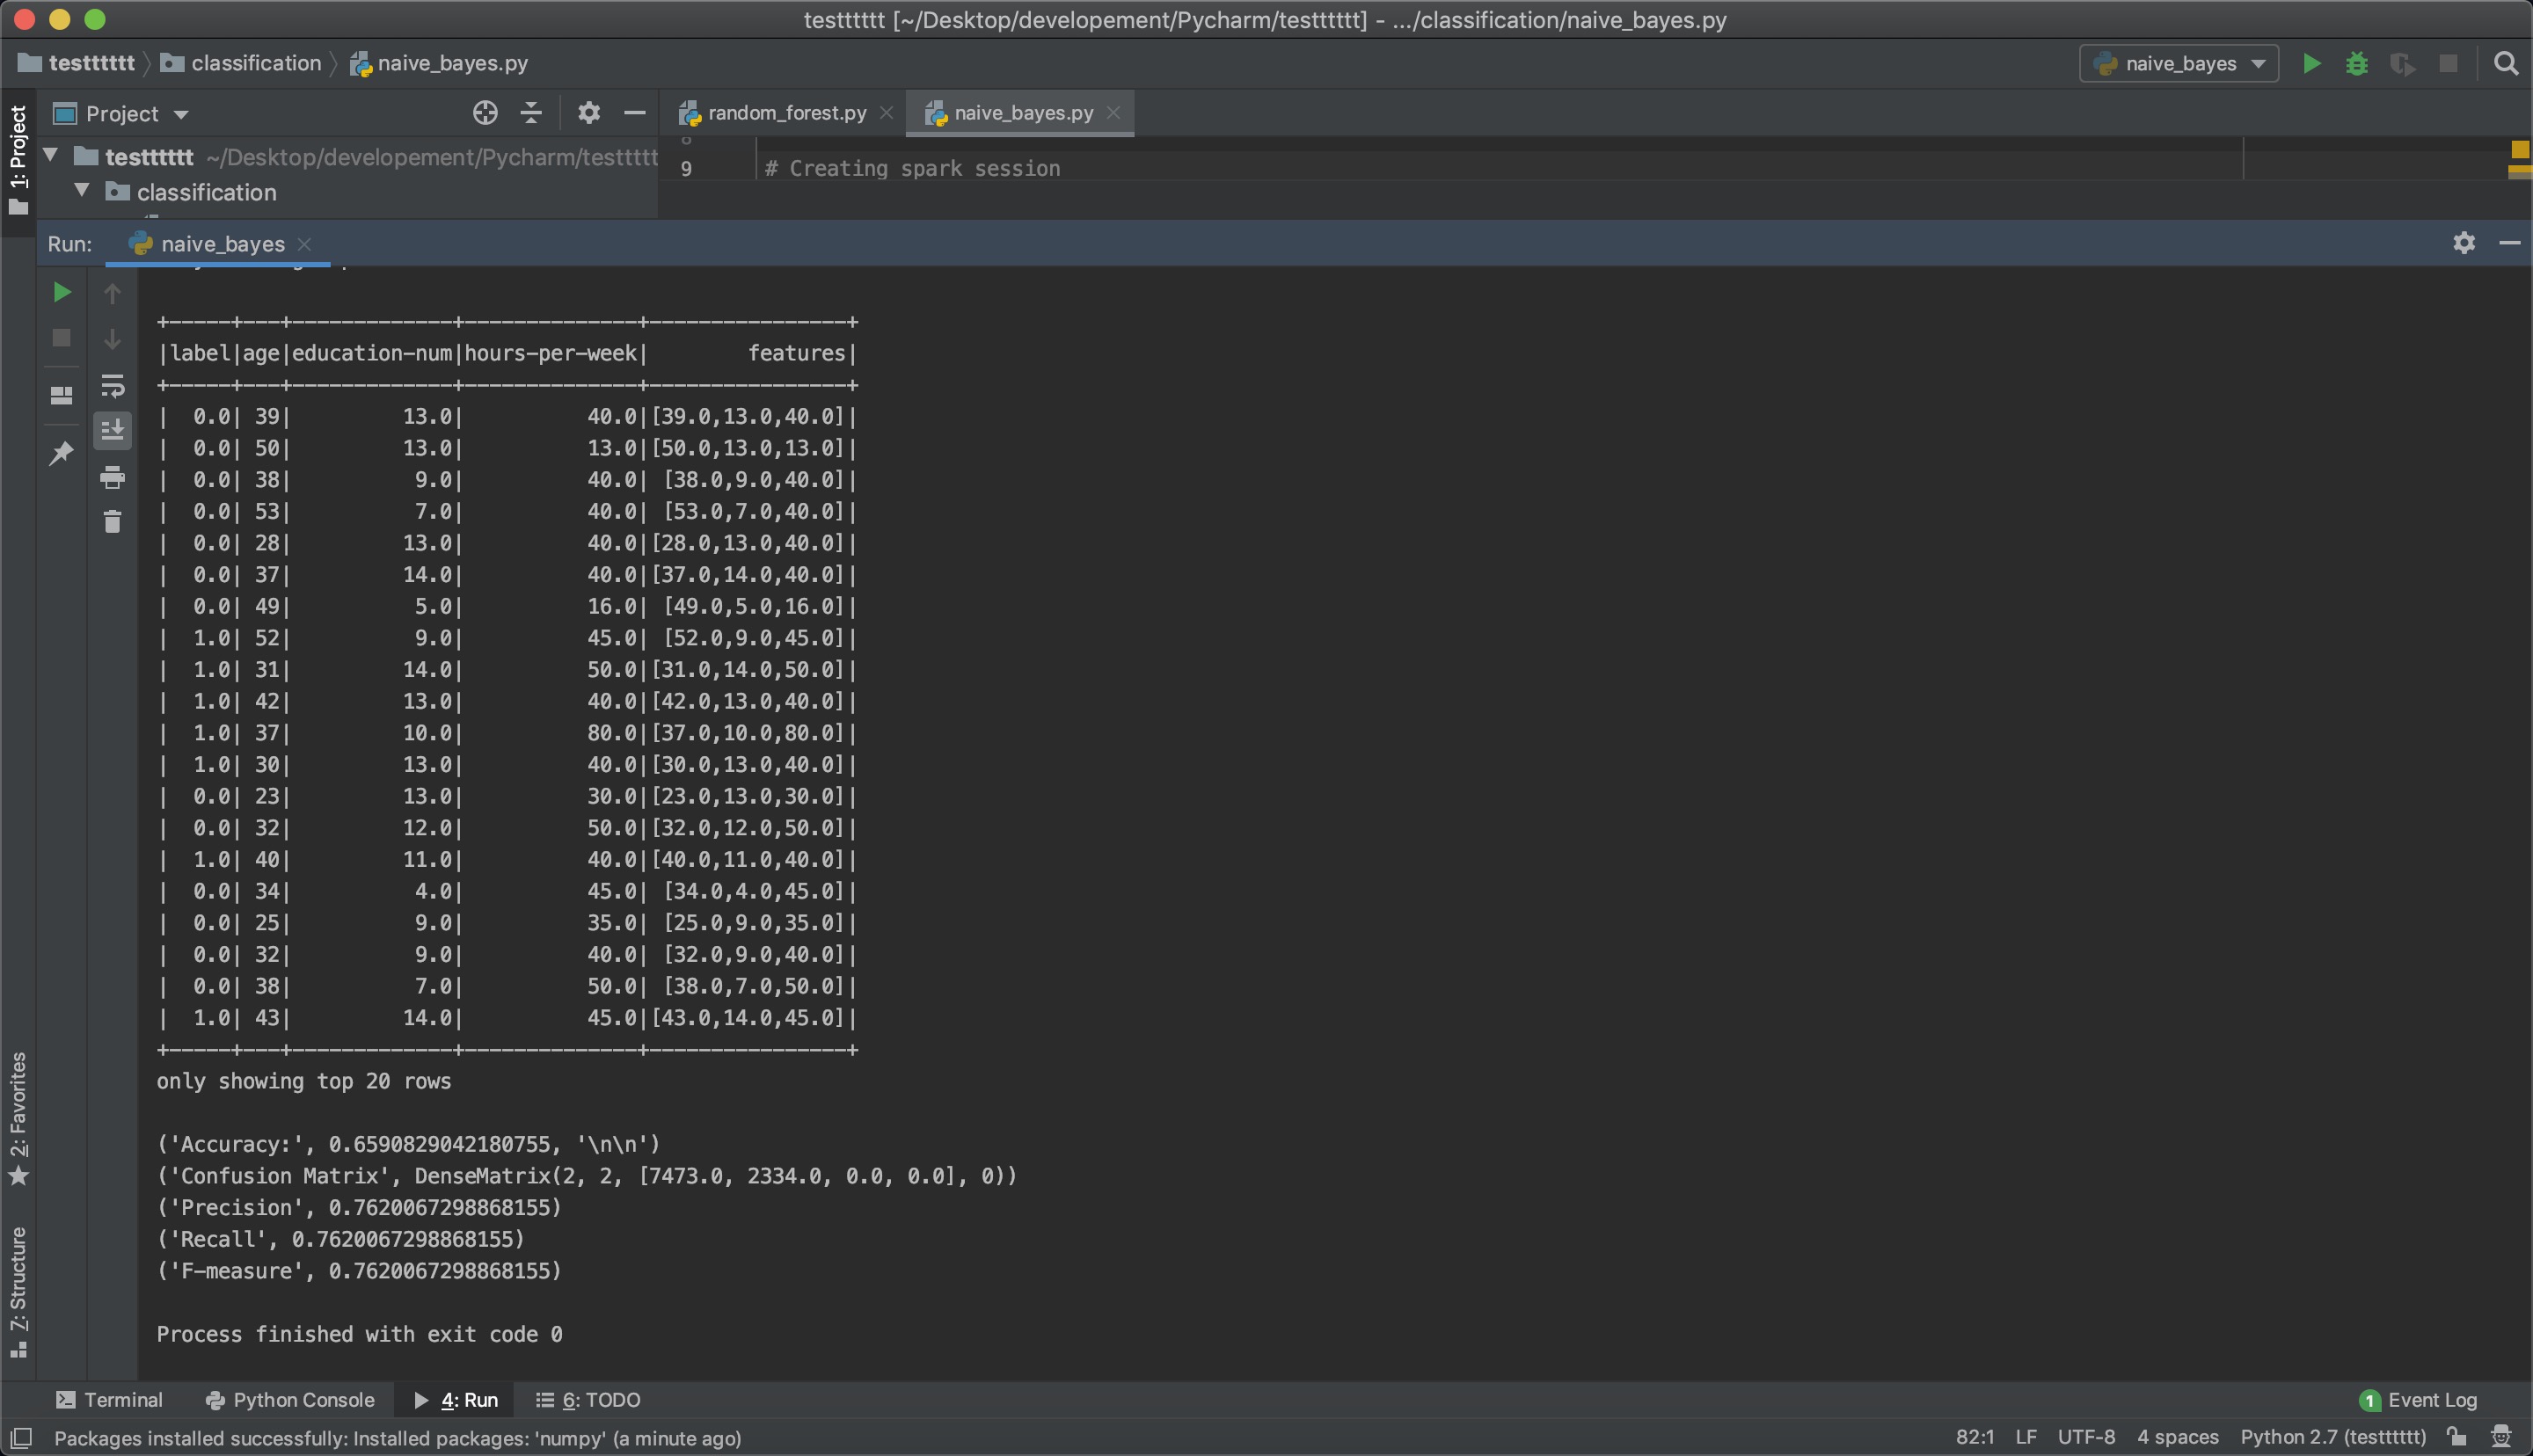 testttttt [~/Desktop/developement/Pycharm/testttttt] - .../classification/naive_bayes.py
testttttt classification naive_bayes.py naive_bayes
1: Project
Project random_forest.py naive_bayes.py
testttttt ~/Desktop/developement/Pycharm/testtttt
classification
9 # Creating spark session
Run: naive_bayes
+-----+---+-------------+--------------+---------------+
|label|age|education-num|hours-per-week|       features|
+-----+---+-------------+--------------+---------------+
|  0.0| 39|         13.0|          40.0|[39.0,13.0,40.0]|
|  0.0| 50|         13.0|          13.0|[50.0,13.0,13.0]|
|  0.0| 38|          9.0|          40.0| [38.0,9.0,40.0]|
|  0.0| 53|          7.0|          40.0| [53.0,7.0,40.0]|
|  0.0| 28|         13.0|          40.0|[28.0,13.0,40.0]|
|  0.0| 37|         14.0|          40.0|[37.0,14.0,40.0]|
|  0.0| 49|          5.0|          16.0| [49.0,5.0,16.0]|
|  1.0| 52|          9.0|          45.0| [52.0,9.0,45.0]|
|  1.0| 31|         14.0|          50.0|[31.0,14.0,50.0]|
|  1.0| 42|         13.0|          40.0|[42.0,13.0,40.0]|
|  1.0| 37|         10.0|          80.0|[37.0,10.0,80.0]|
|  1.0| 30|         13.0|          40.0|[30.0,13.0,40.0]|
|  0.0| 23|         13.0|          30.0|[23.0,13.0,30.0]|
|  0.0| 32|         12.0|          50.0|[32.0,12.0,50.0]|
|  1.0| 40|         11.0|          40.0|[40.0,11.0,40.0]|
|  0.0| 34|          4.0|          45.0| [34.0,4.0,45.0]|
|  0.0| 25|          9.0|          35.0| [25.0,9.0,35.0]|
|  0.0| 32|          9.0|          40.0| [32.0,9.0,40.0]|
|  0.0| 38|          7.0|          50.0| [38.0,7.0,50.0]|
|  1.0| 43|         14.0|          45.0|[43.0,14.0,45.0]|
+-----+---+-------------+--------------+---------------+
only showing top 20 rows
('Accuracy:', 0.6590829042180755, '\n\n')
('Confusion Matrix', DenseMatrix(2, 2, [7473.0, 2334.0, 0.0, 0.0], 0))
('Precision', 0.7620067298868155)
('Recall', 0.7620067298868155)
('F-measure', 0.7620067298868155)
Process finished with exit code 0
2: Favorites
7: Structure
Terminal Python Console 4: Run 6: TODO 1 Event Log
Packages installed successfully: Installed packages: 'numpy' (a minute ago) 82:1 LF UTF-8 4 spaces Python 2.7 (testttttt)